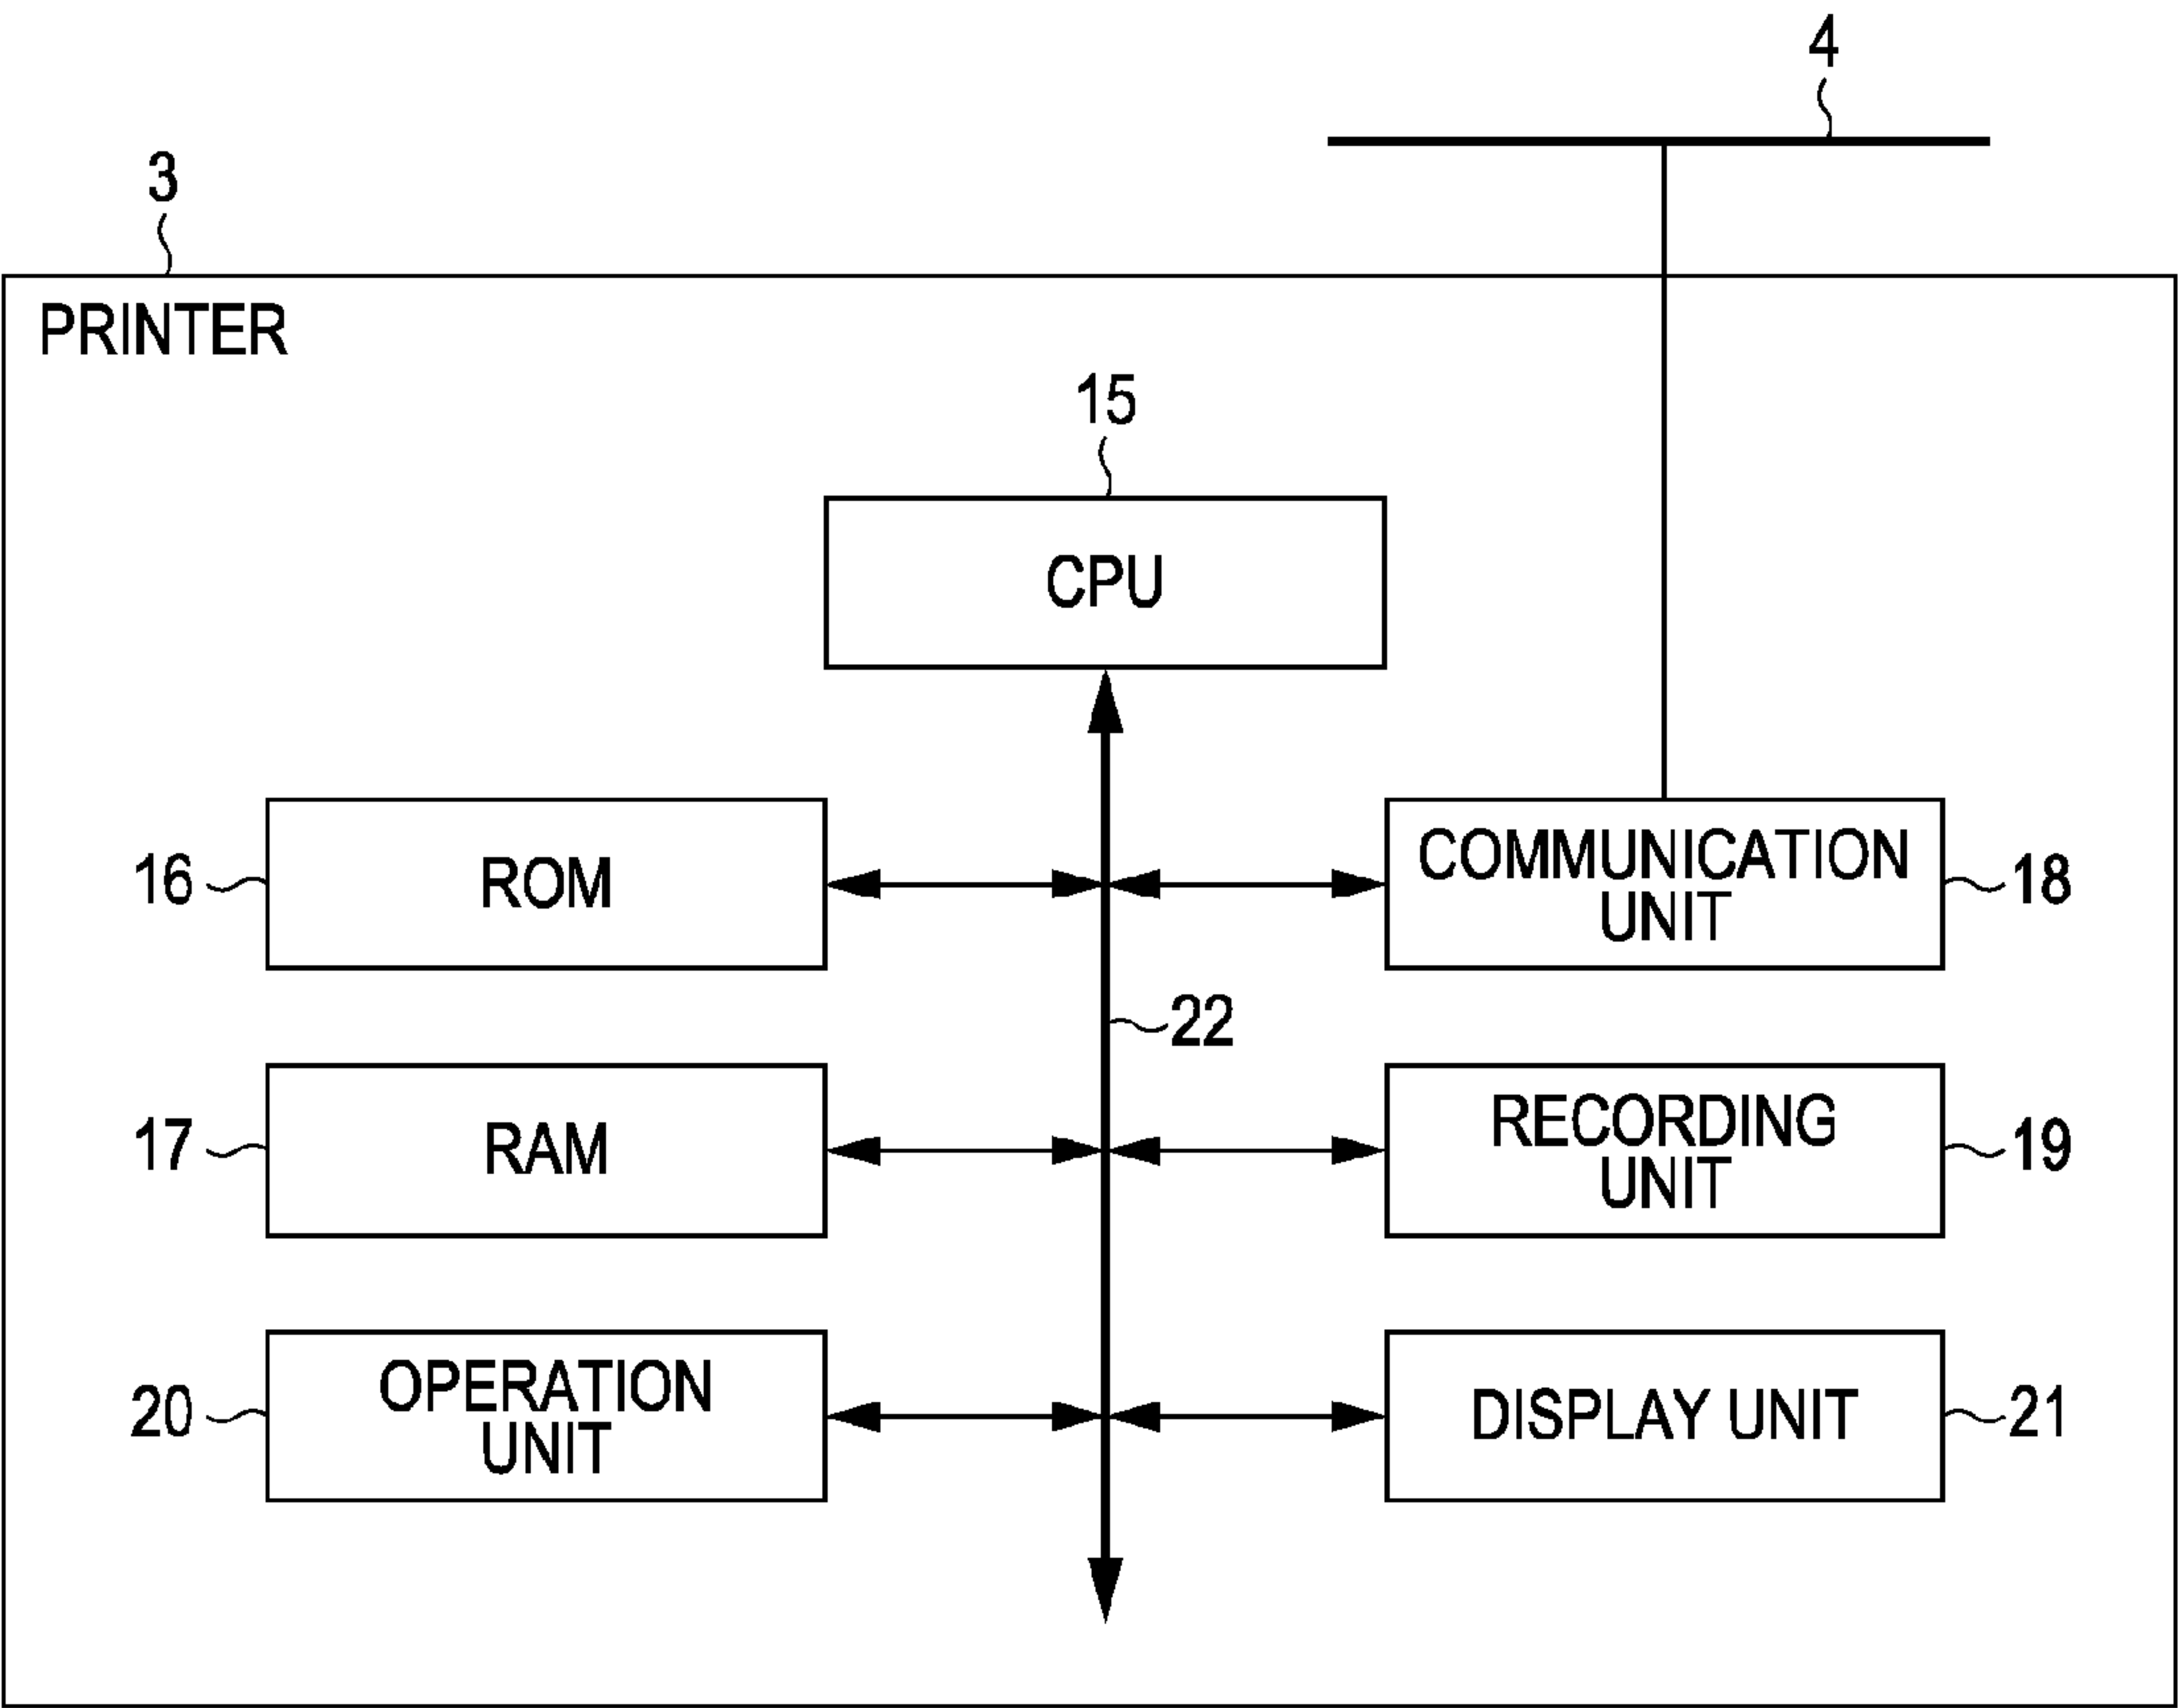 4
3
PRINTER
15
CPU
16
ROM
COMMUNICATION
UNIT
18
22
17
RAM
RECORDING
UNIT
19
20
OPERATION
UNIT
DISPLAY UNIT
21